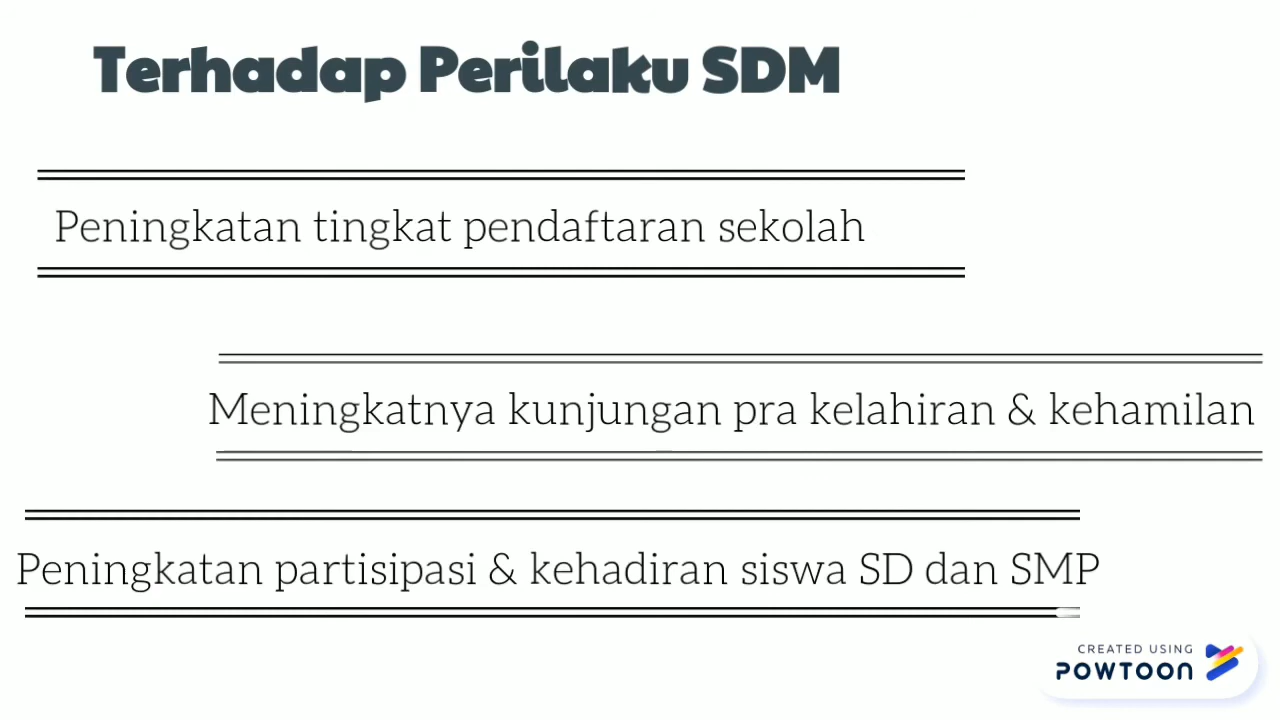 Terhadap Perilaku SDM
Peningkatan tingkat pendaftaran sekolah
Meningkatnya kunjungan pra kelahiran & kehamilan
Peningkatan partisipasi & kehadiran siswa SD dan SMP
CREATED USING
POWTOON